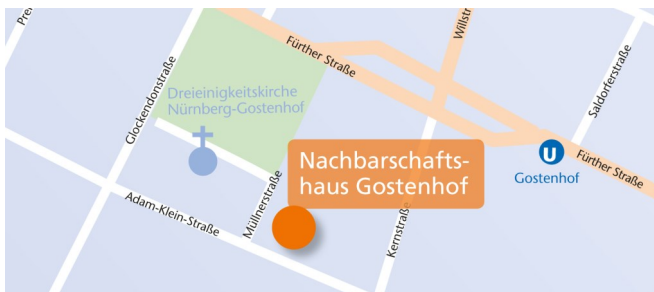 Pre
Glockendonstraße
Fürther Straße
Willstr
Saldorferstraße
Dreieinigkeitskirche
Nürnberg-Gostenhof
Nachbarschafts-
haus Gostenhof
U
Gostenhof
Fürther Straße
Adam-Klein-Straße
Müllnerstraße
Kernstraße